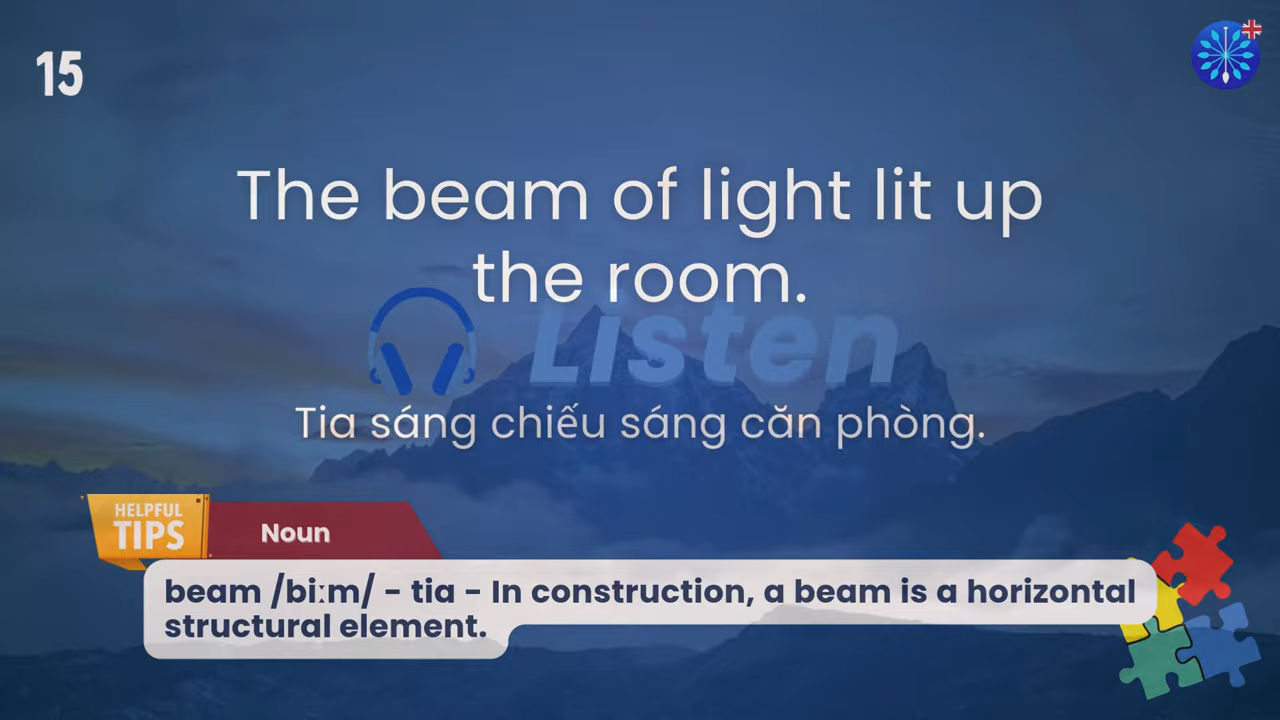 15
The beam of light lit up
the room.
Listen
Tia sáng chiếu sáng căn phòng.
HELPFUL
TIPS
Noun
beam /biːm/ - tia - In construction, a beam is a horizontal
structural element.